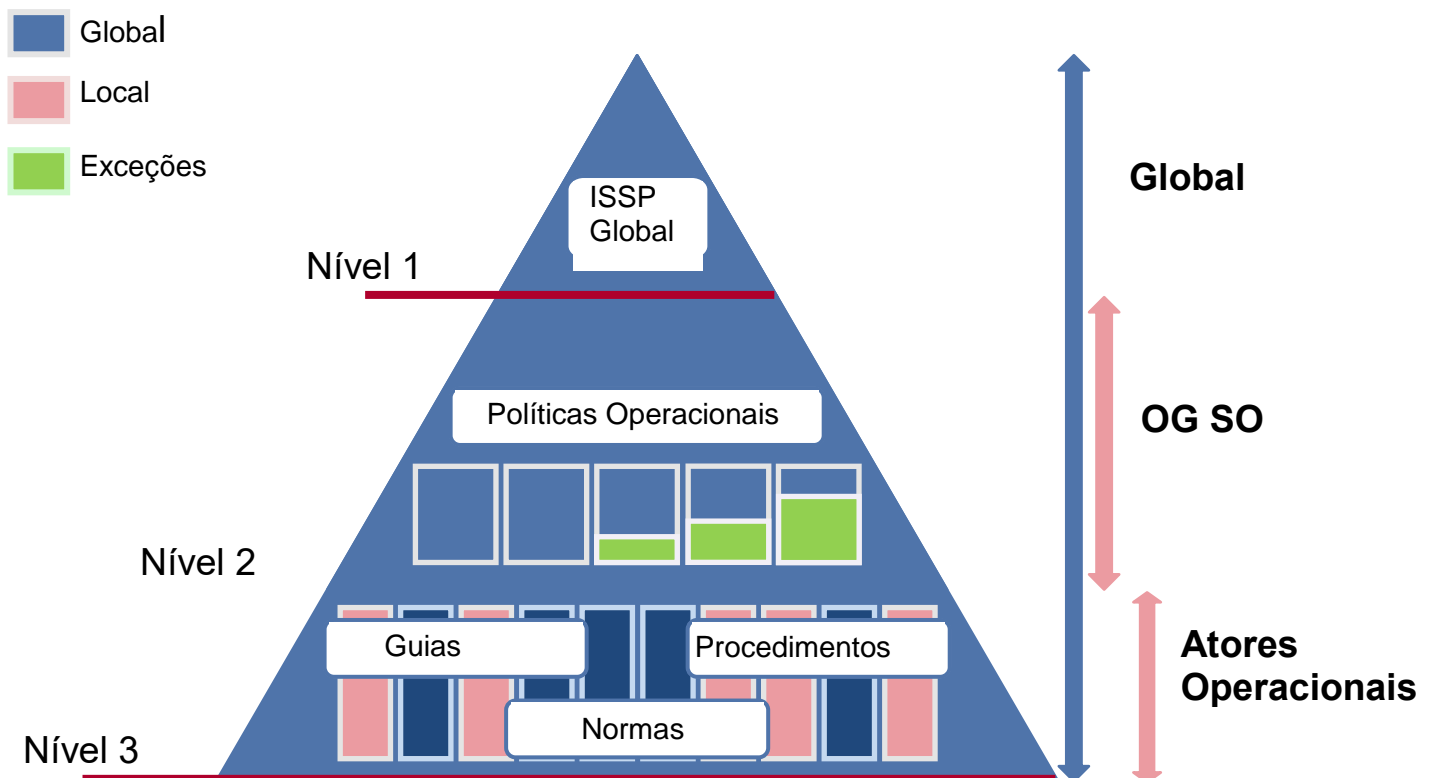 Global
Local
Exceções
ISSP
Global
Nível 1
Global
Políticas Operacionais
OG SO
Nível 2
Guias
Procedimentos
Atores
Operacionais
Normas
Nível 3